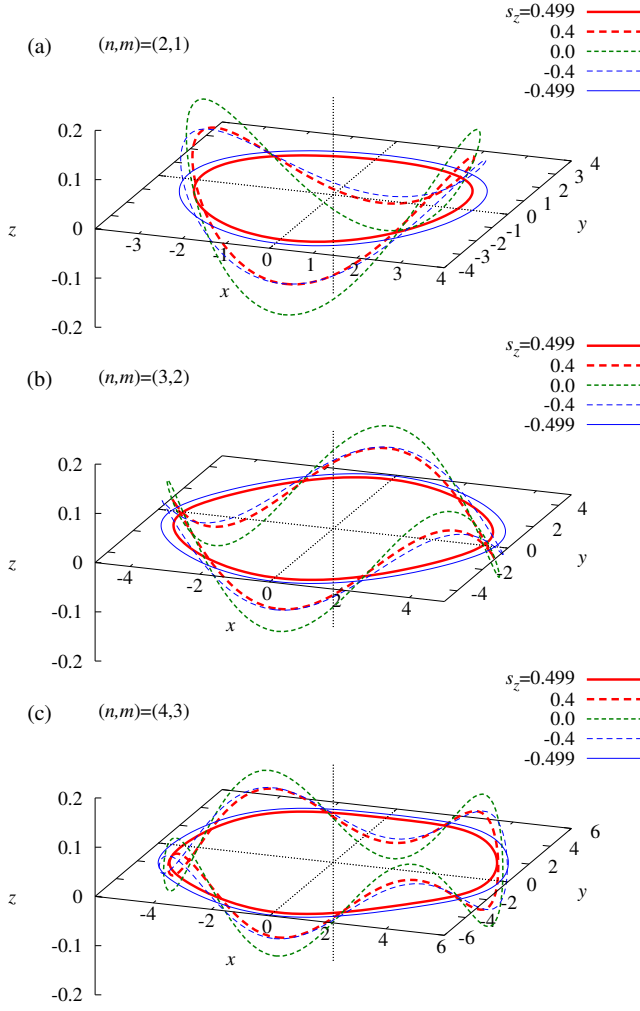 (a) (n,m)=(2,1)
s_z=0.499
0.4
0.0
-0.4
-0.499
0.2
0.1
0
-0.1
-0.2
z
-3 -2 -1 0 1 2 3 4
x
-4 -3 -2 -1 0 1 2 3 4
y
(b) (n,m)=(3,2)
s_z=0.499
0.4
0.0
-0.4
-0.499
0.2
0.1
0
-0.1
-0.2
z
-4 -2 0 2 4
x
-4 -2 0 2 4
y
(c) (n,m)=(4,3)
s_z=0.499
0.4
0.0
-0.4
-0.499
0.2
0.1
0
-0.1
-0.2
z
-4 -2 0 2 4 6
x
-6 -4 -2 0 2 4 6
y